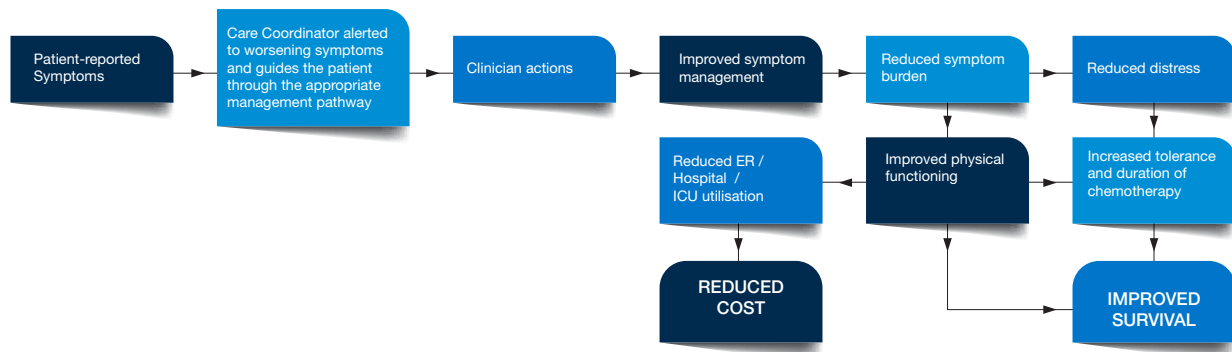 Patient-reported
Symptoms
Care Coordinator alerted
to worsening symptoms
and guides the patient
through the appropriate
management pathway
Clinician actions
Improved symptom
management
Reduced symptom
burden
Reduced distress
Reduced ER /
Hospital /
ICU utilisation
Improved physical
functioning
Increased tolerance
and duration of
chemotherapy
REDUCED
COST
IMPROVED
SURVIVAL